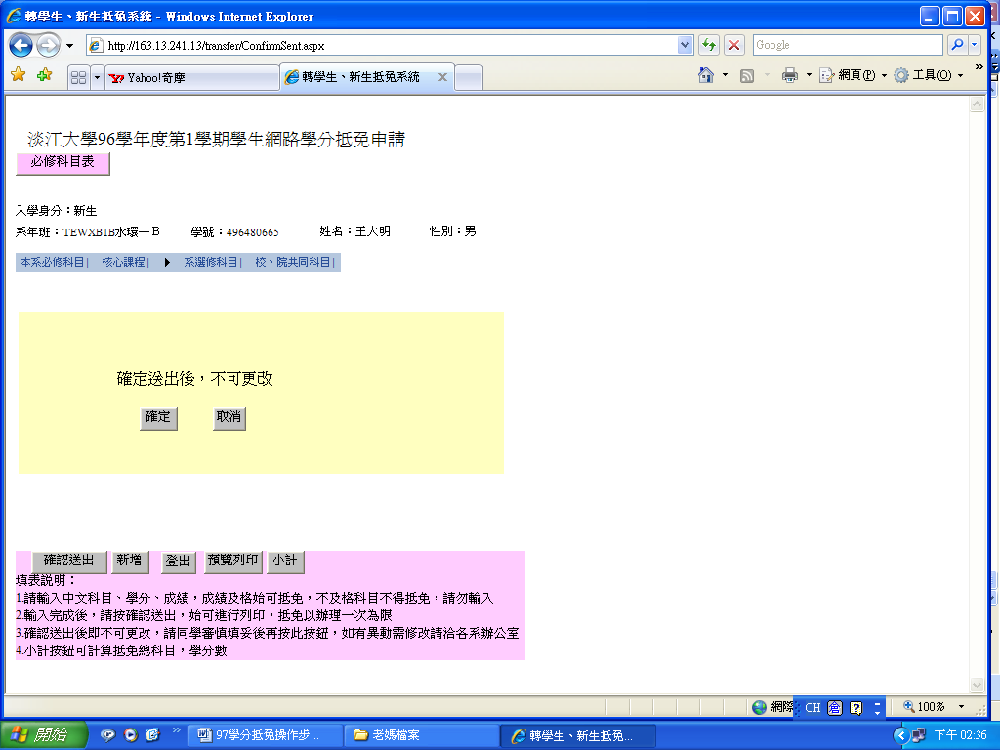 轉學生、新生抵免系統 - Windows Internet Explorer
http://163.13.241.13/transfer/ConfirmSent.aspx
Google
Yahoo!奇摩
轉學生、新生抵免系統
網頁(P)
工具(O)
淡江大學96學年度第1學期學生網路學分抵免申請
必修科目表
入學身分：新生
系年班：TEWXB1B水環一B 學號：496480665 姓名：王大明 性別：男
本系必修科目| 核心課程| 系選修科目| 校、院共同科目|
確定送出後，不可更改
確定 取消
確認送出 新增 登出 預覽列印 小計
填表說明：
1.請輸入中文科目、學分、成績，成績及格始可抵免，不及格科目不得抵免，請勿輸入
2.輸入完成後，請按確認送出，始可進行列印，抵免以辦理一次為限
3.確認送出後即不可更改，請同學審慎填妥後再按此按鈕，如有異動需修改請洽各系辦公室
4.小計按鈕可計算抵免總科目，學分數
網際 CH 100%
開始 97學分抵免操作步... 老媽檔案 轉學生、新生抵免... 下午 02:36